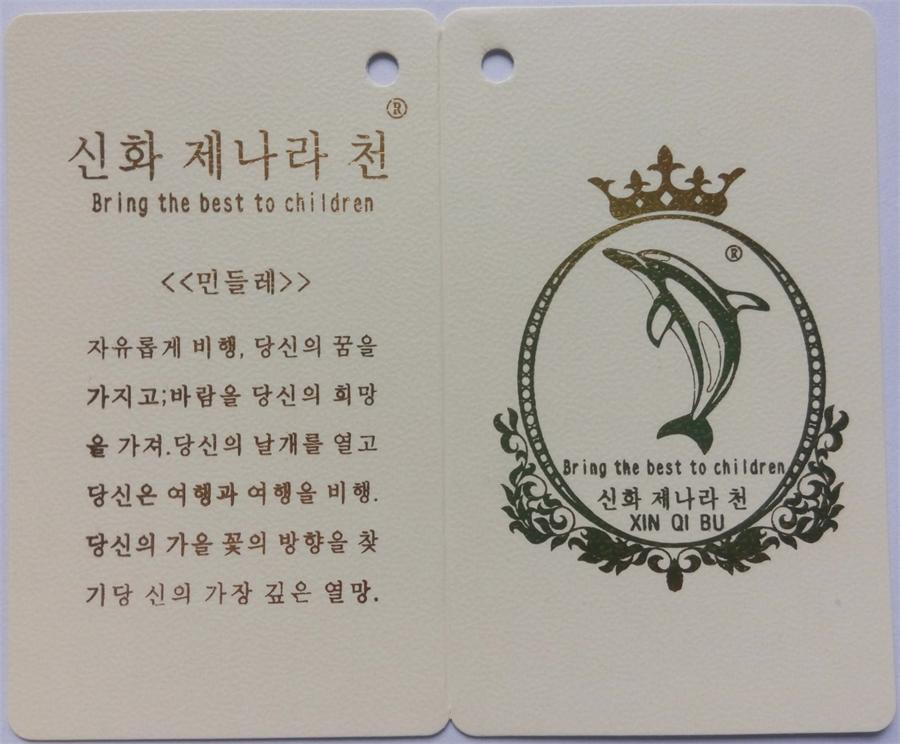 ®
신화 제나라 천
Bring the best to children
<<민들레>>
자유롭게 비행, 당신의 꿈을
가지고;바람을 당신의 희망
을 가져.당신의 날개를 열고
당신은 여행과 여행을 비행.
당신의 가을 꽃의 방향을 찾
기당 신의 가장 깊은 열망.
®
Bring the best to children
신화 제나라 천
XIN QI BU